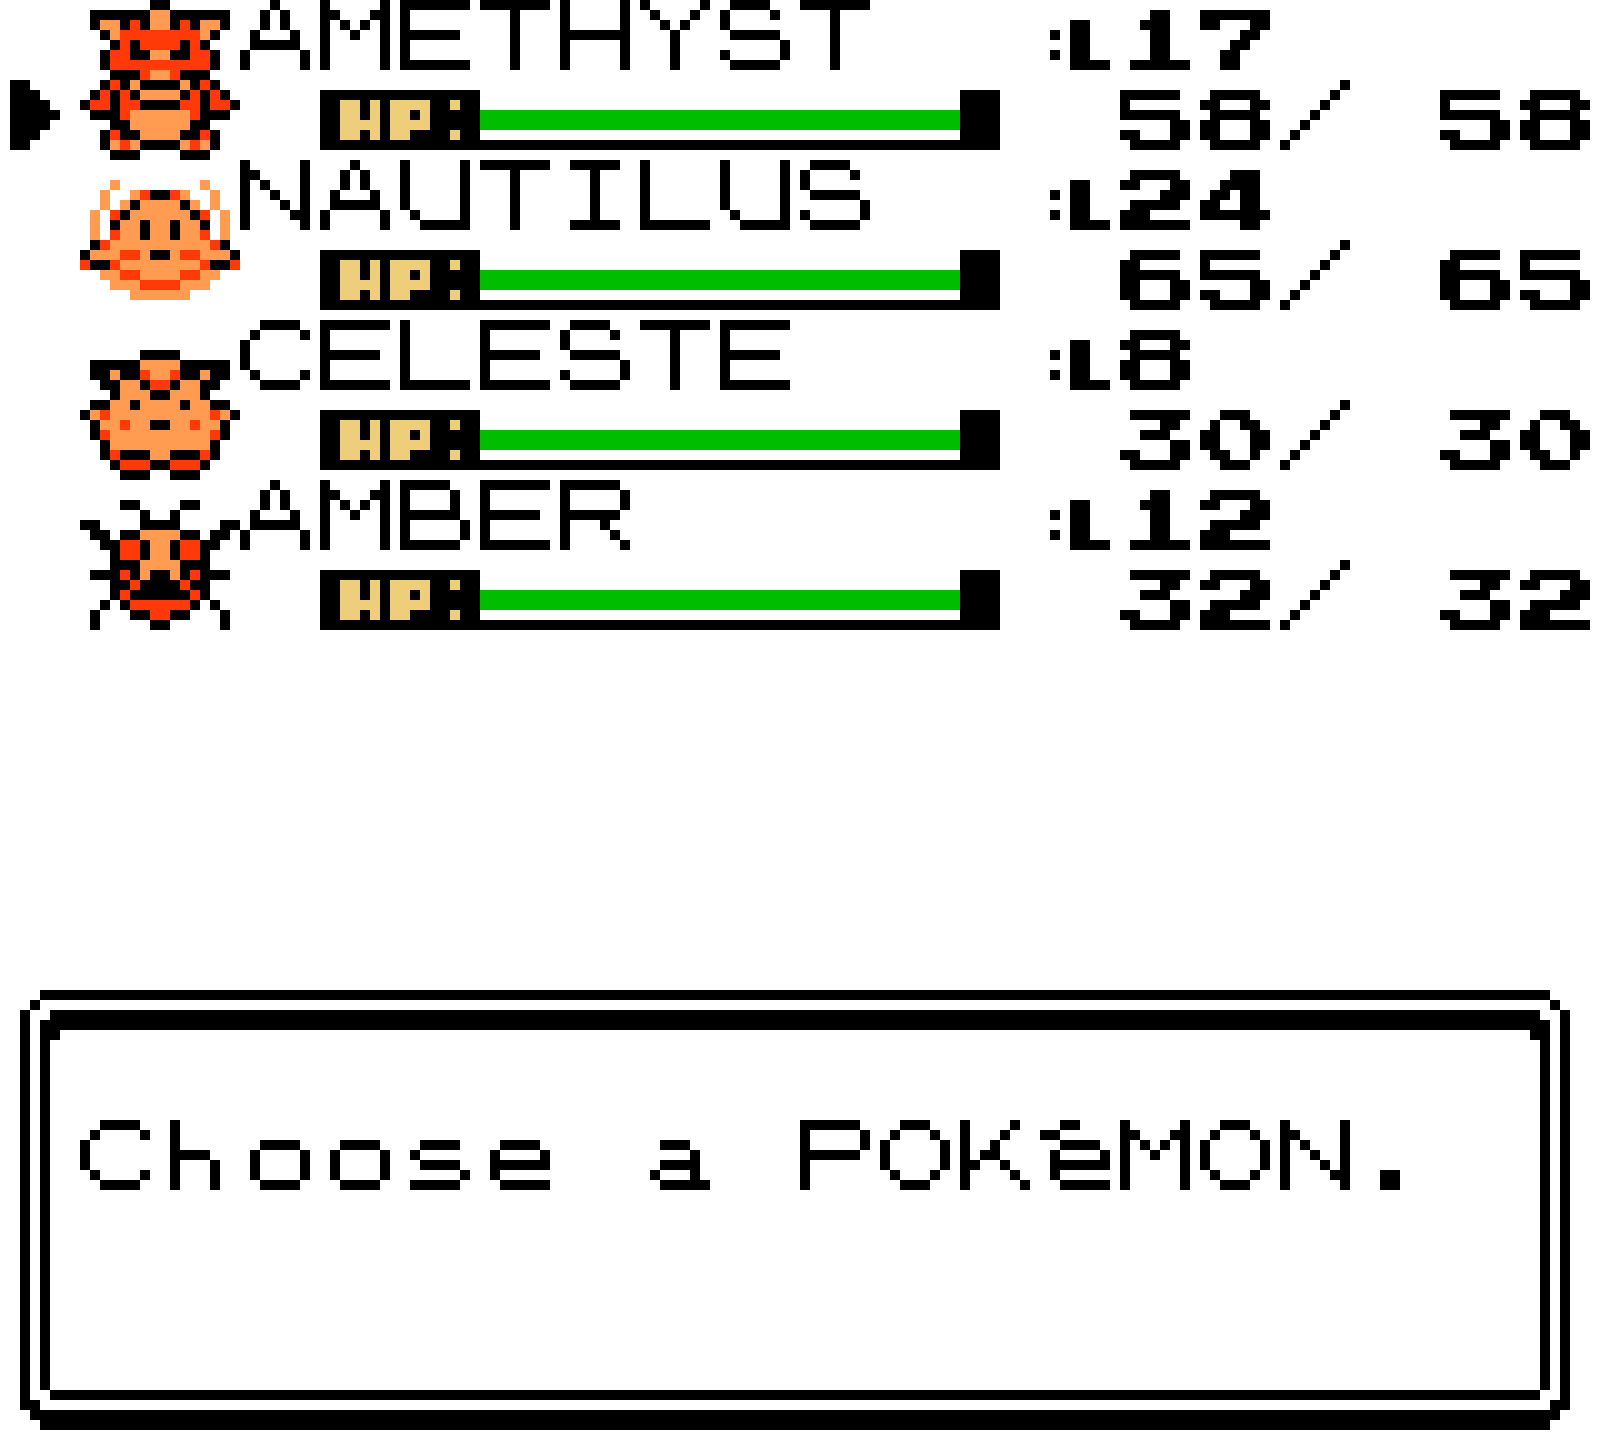 AMETHYST :L17
HP: 58/ 58
NAUTILUS :L24
HP: 65/ 65
CELESTE :L8
HP: 30/ 30
AMBER :L12
HP: 32/ 32
Choose a POKéMON.